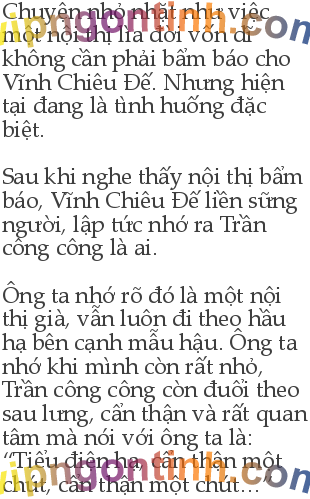 Chuyện nhỏ nhặt như việc
một nội thị lìa đời vốn dĩ
không cần phải bẩm báo cho
Vĩnh Chiêu Đế. Nhưng hiện
tại đang là tình huống đặc
biệt.
Sau khi nghe thấy nội thị bẩm
báo, Vĩnh Chiêu Đế liền sững
người, lập tức nhớ ra Trần
công công là ai.
Ông ta nhớ rõ đó là một nội
thị già, vẫn luôn đi theo hầu
hạ bên cạnh mẫu hậu. Ông ta
nhớ khi mình còn rất nhỏ,
Trần công công còn đuổi theo
sau lưng, cẩn thận và rất quan
tâm mà nói với ông ta là:
“Tiểu điện hạ, cẩn thận một
chút, cẩn thận một chút...”
vipngontinh.com
vipngontinh.com